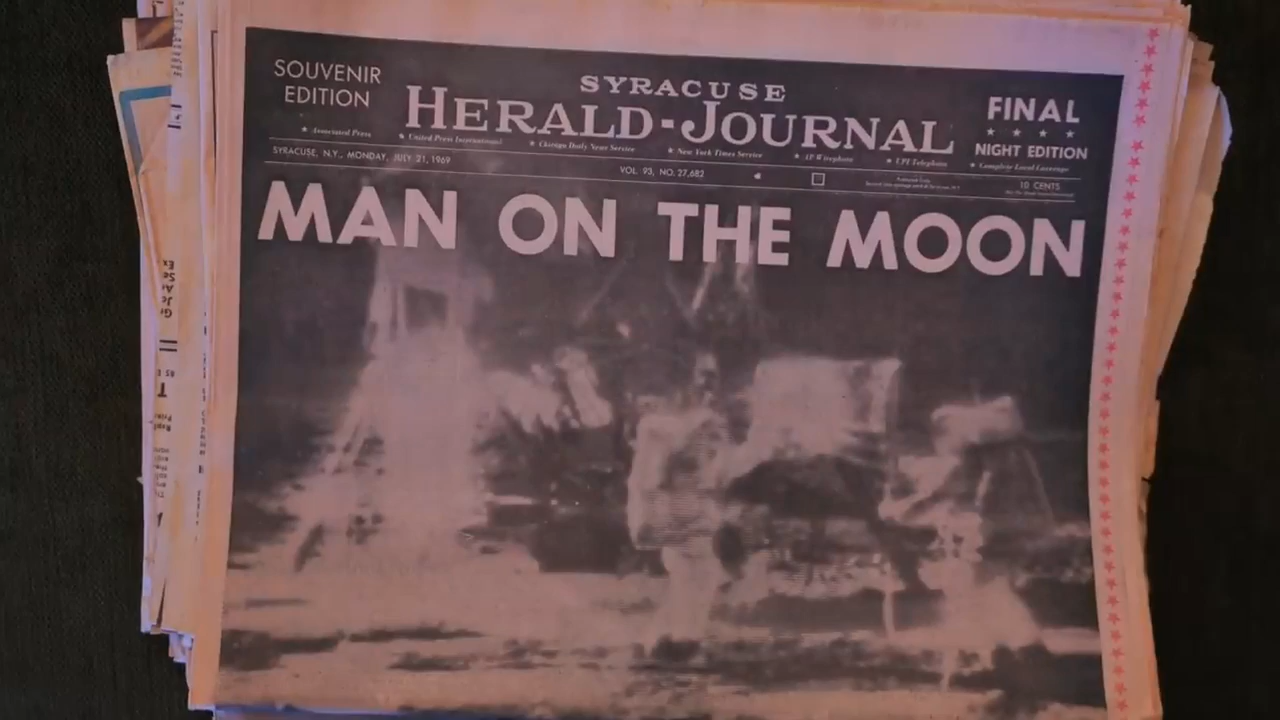 SOUVENIR
EDITION
SYRACUSE
HERALD-JOURNAL
FINAL
★ ★ ★ ★
NIGHT EDITION
★ Associated Press ★ United Press International ★ Chicago Daily News Service ★ New York Times Service ★ AP Wirephoto ★ UPI Telephoto ★ Complete Local Coverage
SYRACUSE, N.Y., MONDAY, JULY 21, 1969
VOL. 93, NO. 27,682
10 CENTS
MAN ON THE MOON